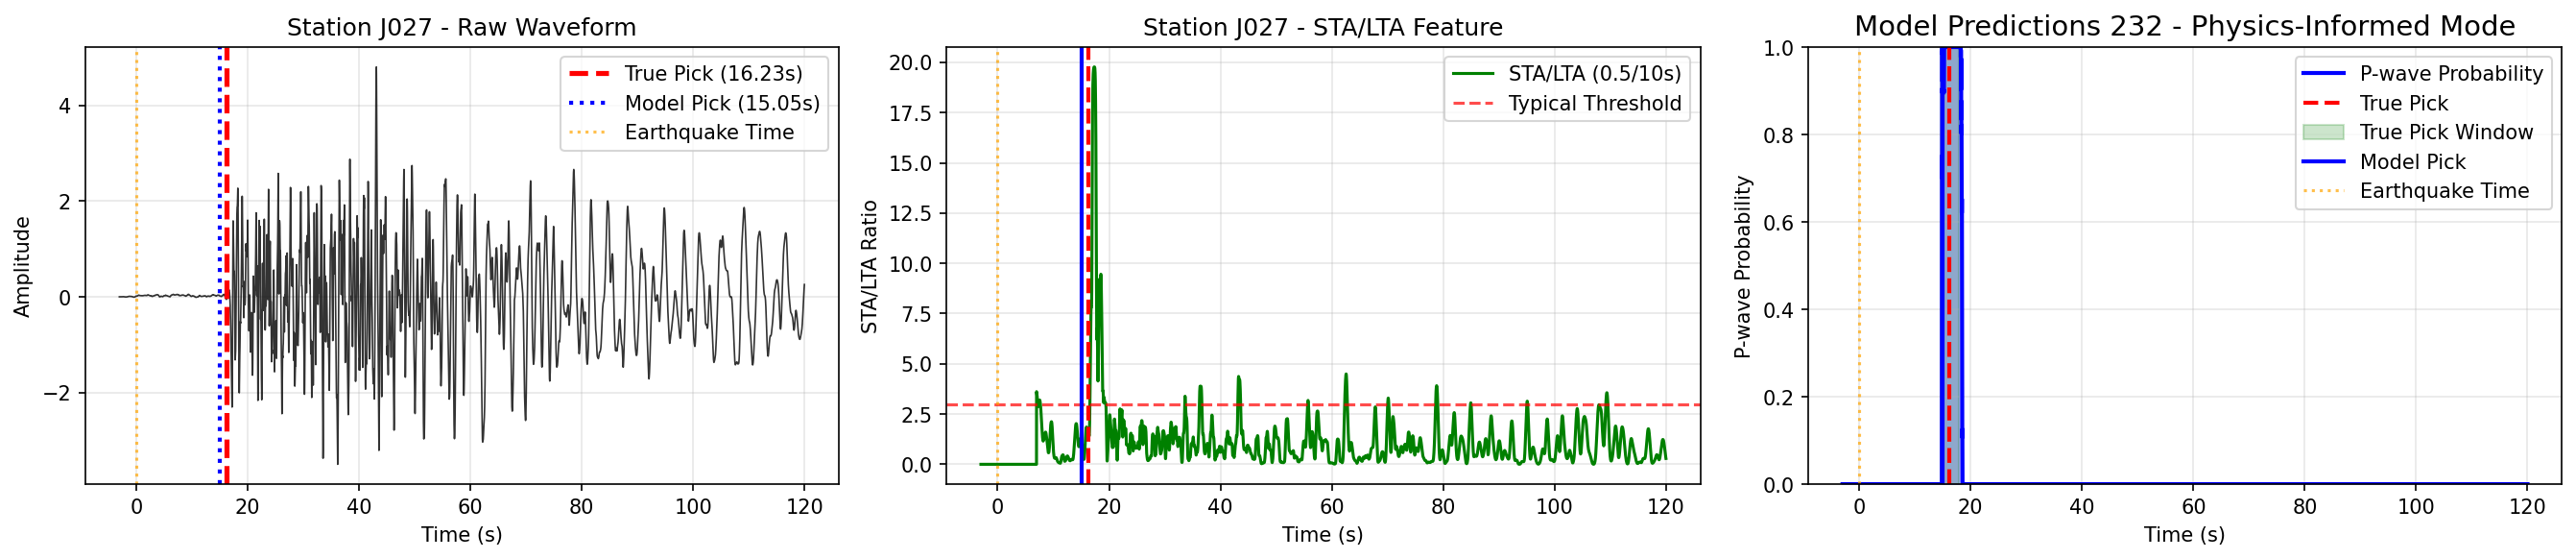 Station J027 - Raw Waveform
True Pick (16.23s)
Model Pick (15.05s)
Earthquake Time
4
2
0
−2
Amplitude
0
20
40
60
80
100
120
Time (s)
Station J027 - STA/LTA Feature
STA/LTA (0.5/10s)
Typical Threshold
20.0
17.5
15.0
12.5
10.0
7.5
5.0
2.5
0.0
STA/LTA Ratio
0
20
40
60
80
100
120
Time (s)
Model Predictions 232 - Physics-Informed Mode
P-wave Probability
True Pick
True Pick Window
Model Pick
Earthquake Time
1.0
0.8
0.6
0.4
0.2
0.0
P-wave Probability
0
20
40
60
80
100
120
Time (s)